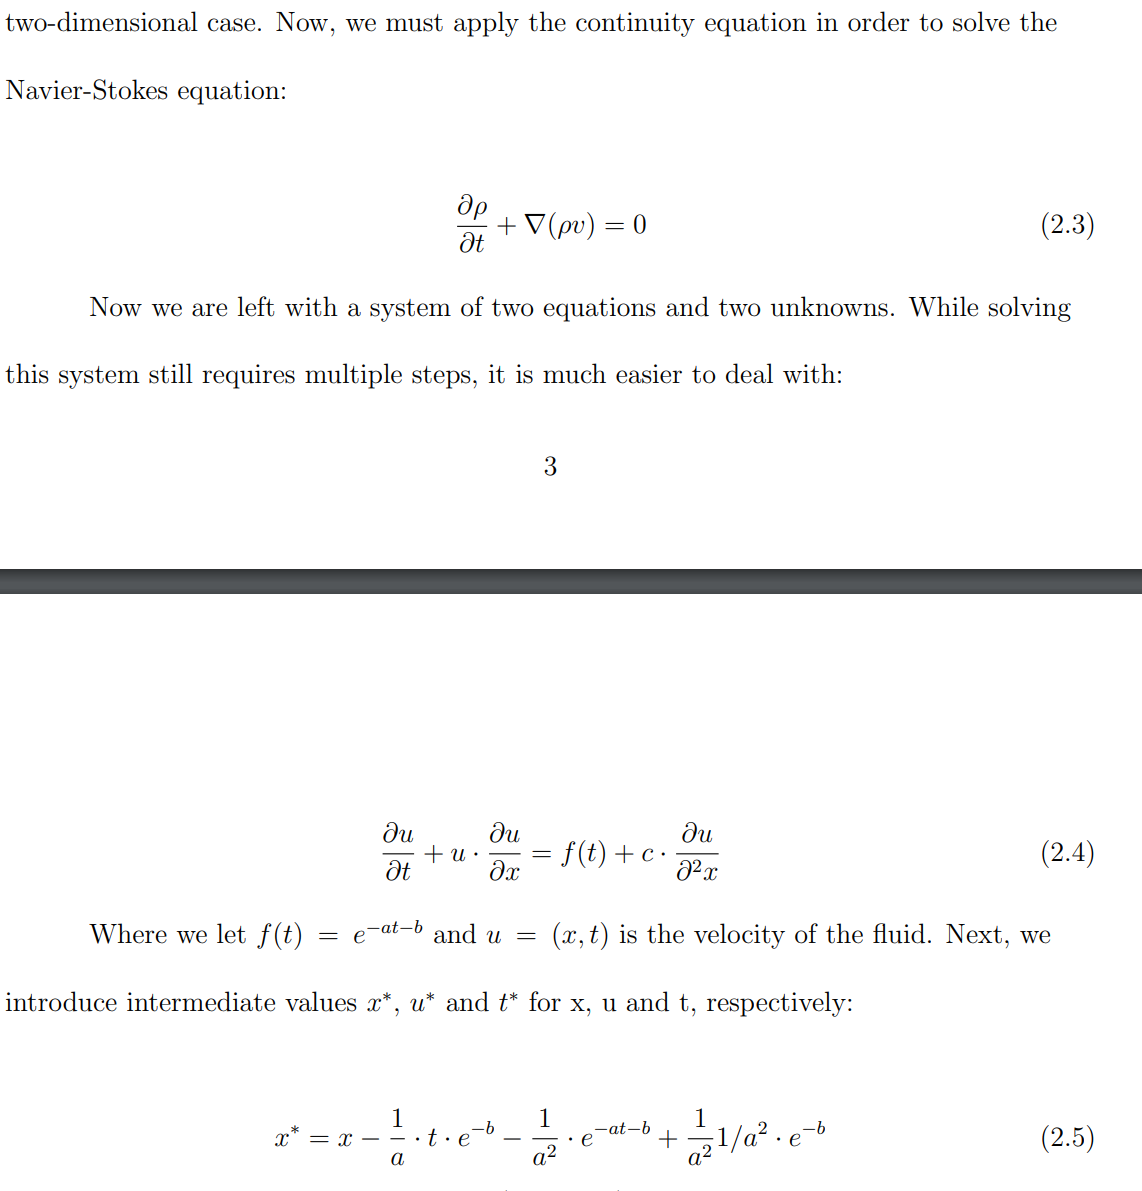 two-dimensional case. Now, we must apply the continuity equation in order to solve the
Navier-Stokes equation:
∂ρ/∂t + ∇(ρv) = 0 (2.3)
Now we are left with a system of two equations and two unknowns. While solving
this system still requires multiple steps, it is much easier to deal with:
3
∂u/∂t + u · ∂u/∂x = f(t) + c · ∂u/∂²x (2.4)
Where we let f(t) = e^{−at−b} and u = (x, t) is the velocity of the fluid. Next, we
introduce intermediate values x*, u* and t* for x, u and t, respectively:
x* = x − 1/a · t · e^{−b} − 1/a² · e^{−at−b} + 1/a² 1/a² · e^{−b} (2.5)